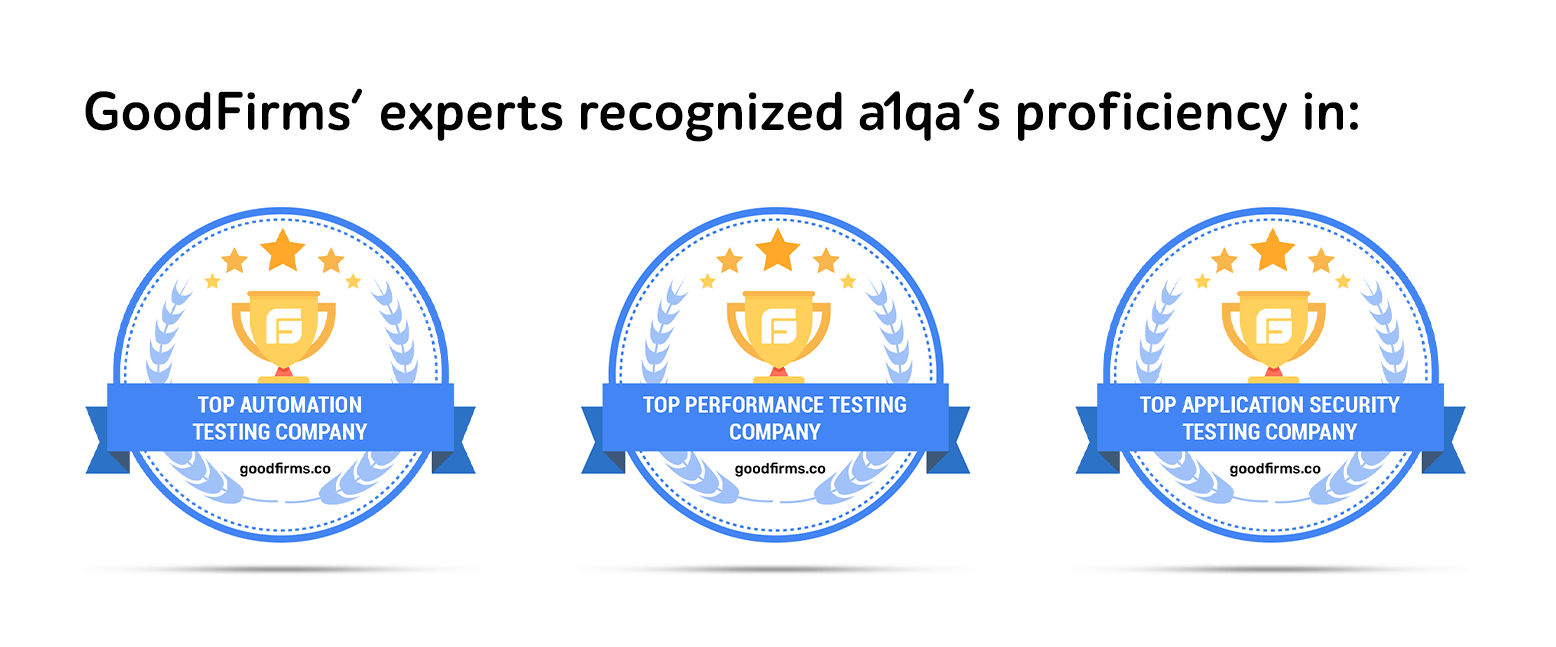 GoodFirms’ experts recognized a1qa’s proficiency in:
TOP AUTOMATION
TESTING COMPANY
goodfirms.co
TOP PERFORMANCE TESTING
COMPANY
goodfirms.co
TOP APPLICATION SECURITY
TESTING COMPANY
goodfirms.co